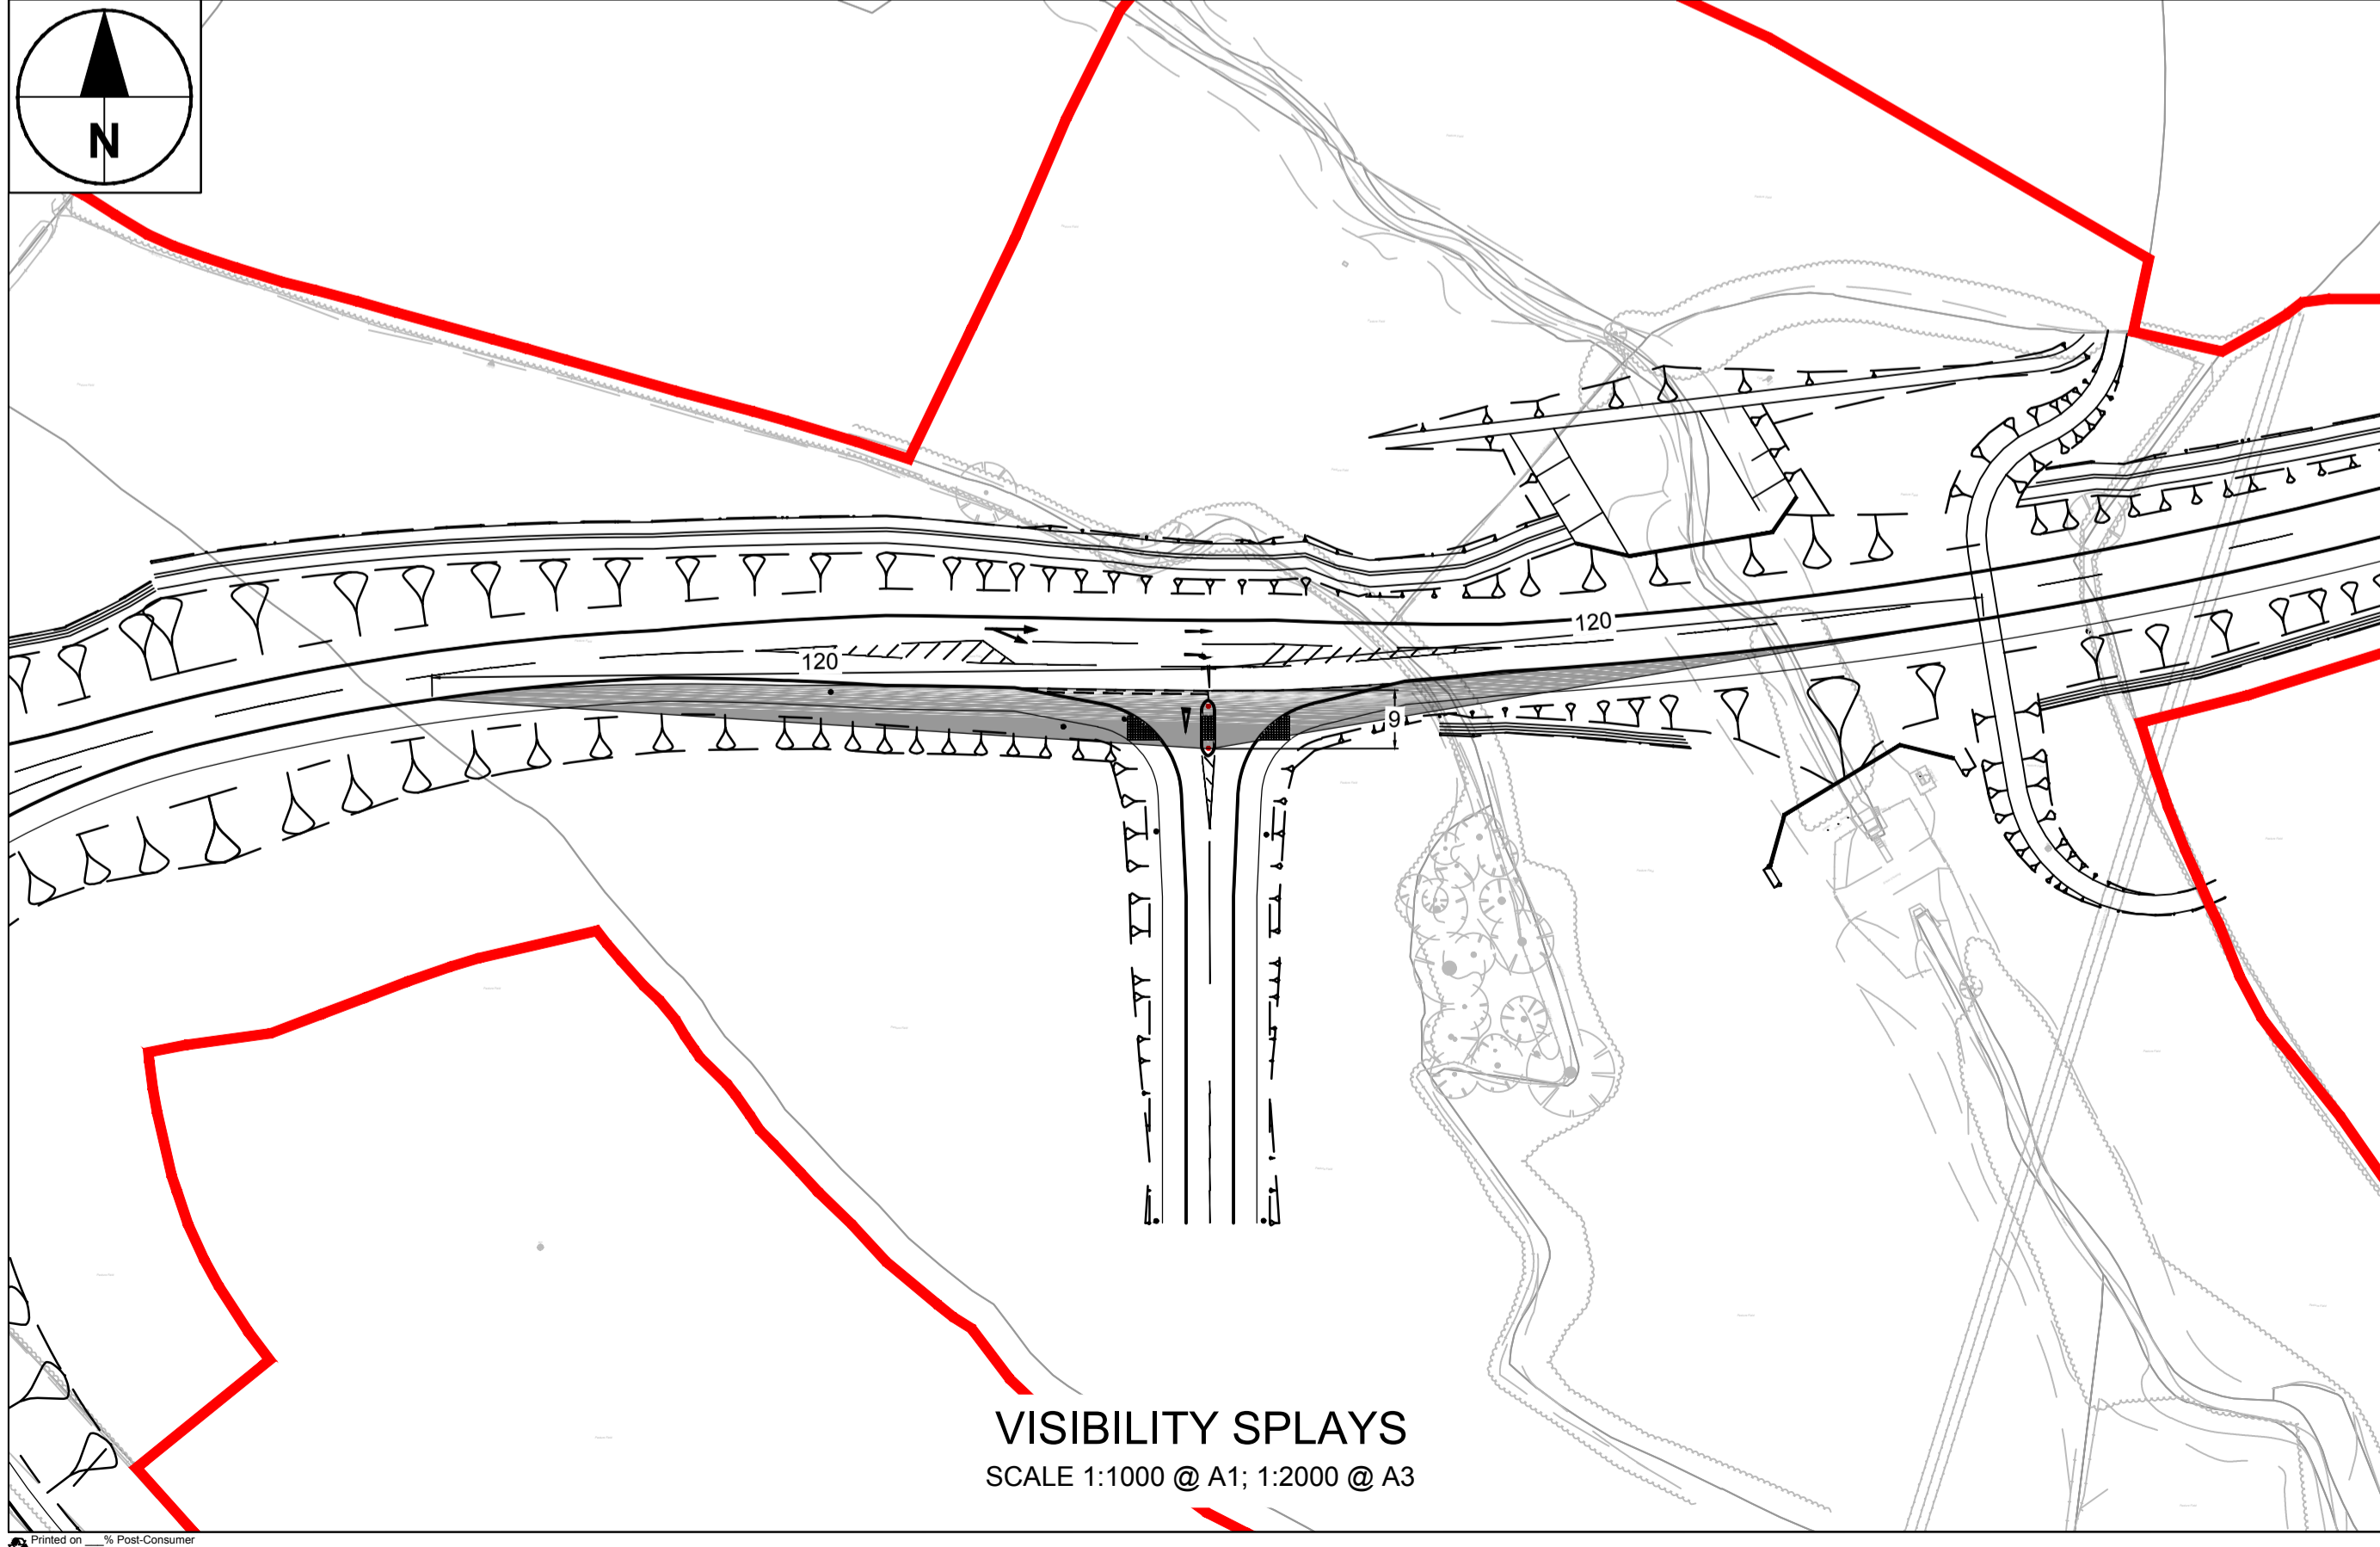 N
120
120
9
VISIBILITY SPLAYS
SCALE 1:1000 @ A1; 1:2000 @ A3
Printed on ___% Post-Consumer